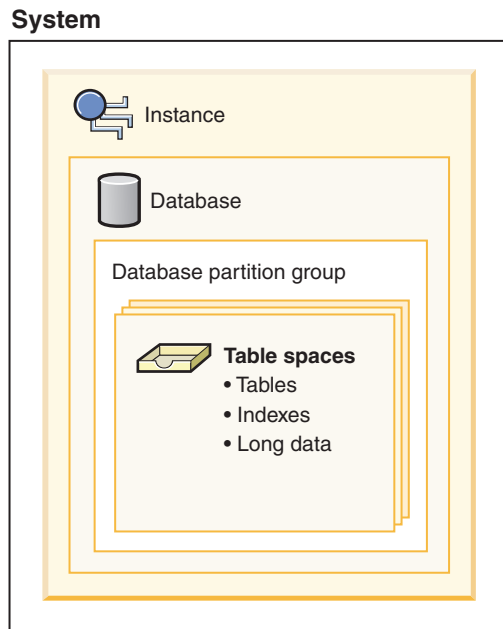 System
Instance
Database
Database partition group
Table spaces
• Tables
• Indexes
• Long data